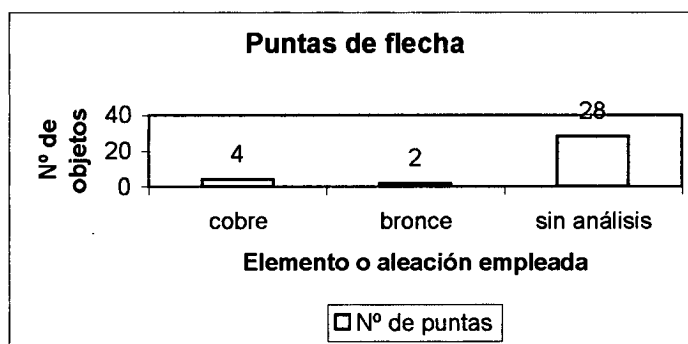 Puntas de flecha
Nº de objetos
40
20
0
4
2
28
cobre
bronce
sin análisis
Elemento o aleación empleada
Nº de puntas